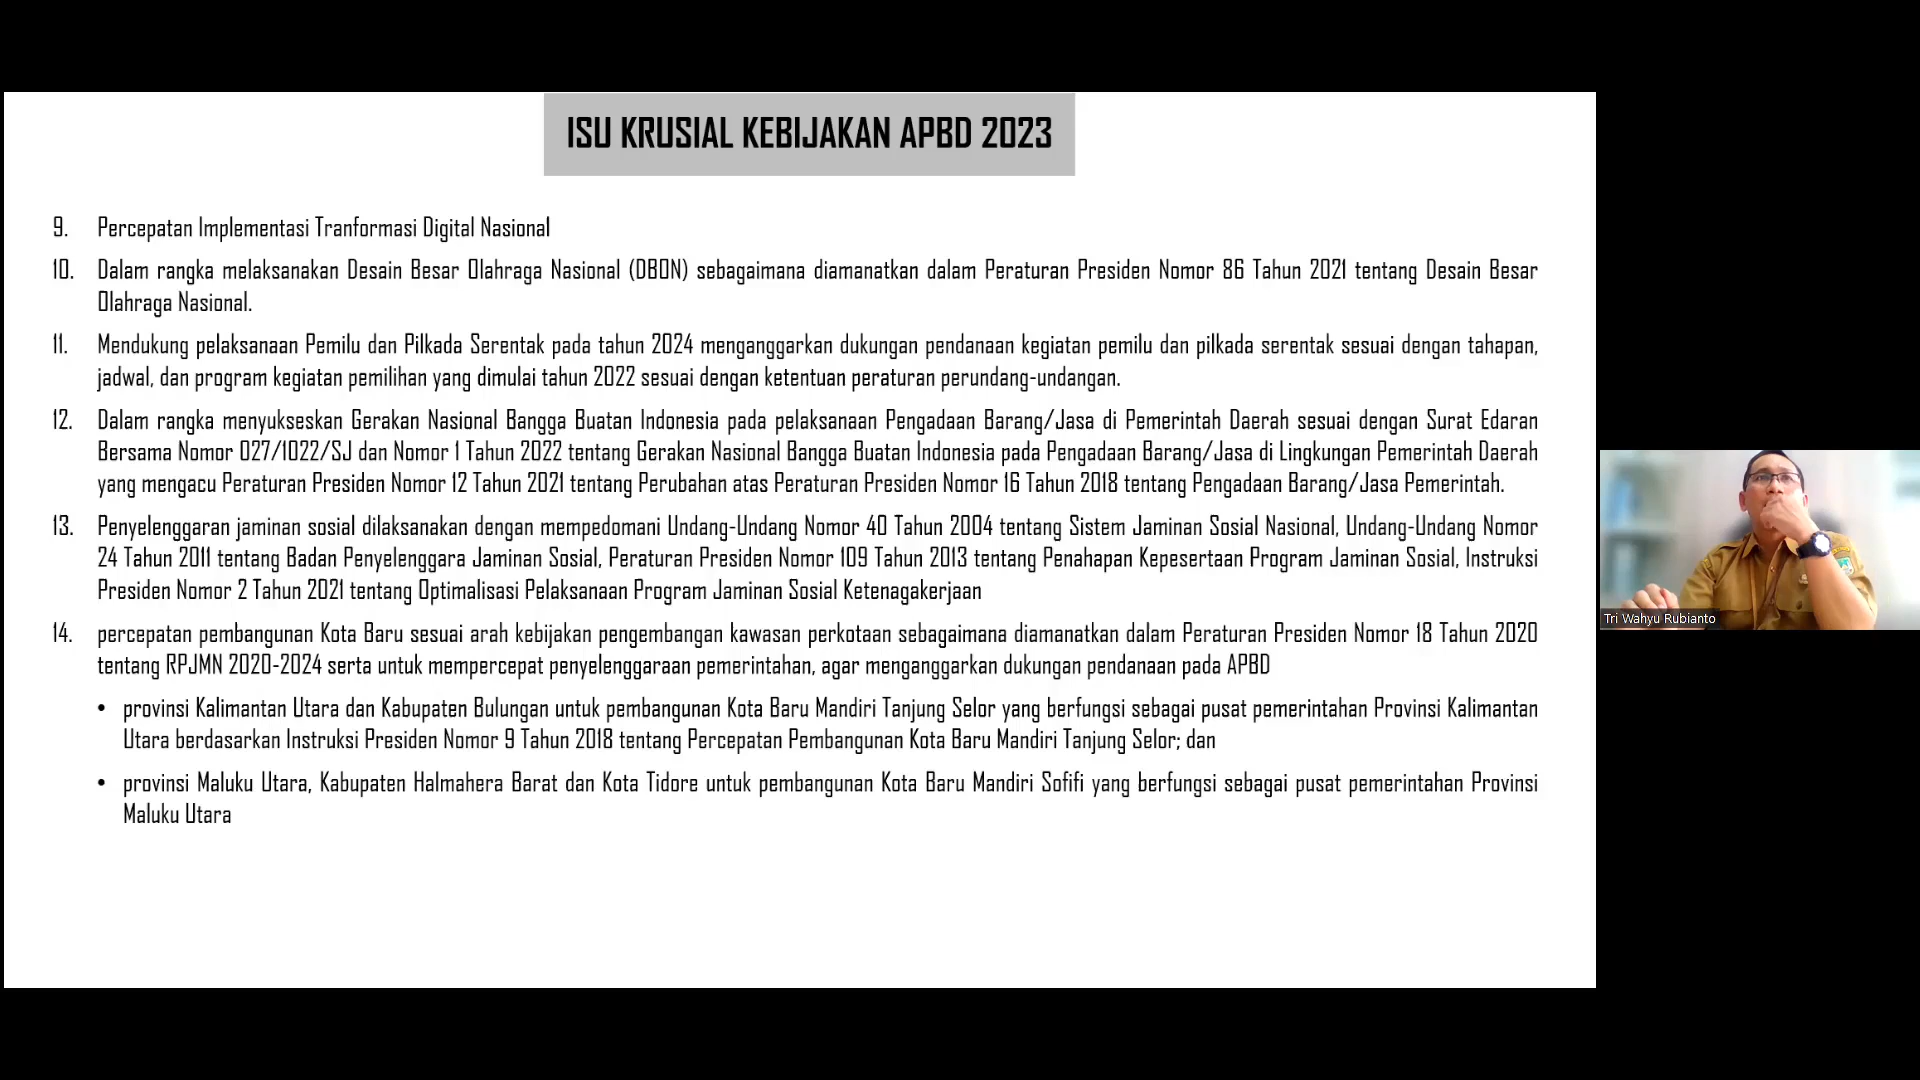 ISU KRUSIAL KEBIJAKAN APBD 2023
9. Percepatan Implementasi Tranformasi Digital Nasional
10. Dalam rangka melaksanakan Desain Besar Olahraga Nasional (DBON) sebagaimana diamanatkan dalam Peraturan Presiden Nomor 86 Tahun 2021 tentang Desain Besar
Olahraga Nasional.
11. Mendukung pelaksanaan Pemilu dan Pilkada Serentak pada tahun 2024 menganggarkan dukungan pendanaan kegiatan pemilu dan pilkada serentak sesuai dengan tahapan,
jadwal, dan program kegiatan pemilihan yang dimulai tahun 2022 sesuai dengan ketentuan peraturan perundang-undangan.
12. Dalam rangka menyukseskan Gerakan Nasional Bangga Buatan Indonesia pada pelaksanaan Pengadaan Barang/Jasa di Pemerintah Daerah sesuai dengan Surat Edaran
Bersama Nomor 027/1022/SJ dan Nomor 1 Tahun 2022 tentang Gerakan Nasional Bangga Buatan Indonesia pada Pengadaan Barang/Jasa di Lingkungan Pemerintah Daerah
yang mengacu Peraturan Presiden Nomor 12 Tahun 2021 tentang Perubahan atas Peraturan Presiden Nomor 16 Tahun 2018 tentang Pengadaan Barang/Jasa Pemerintah.
13. Penyelenggaran jaminan sosial dilaksanakan dengan mempedomani Undang-Undang Nomor 40 Tahun 2004 tentang Sistem Jaminan Sosial Nasional, Undang-Undang Nomor
24 Tahun 2011 tentang Badan Penyelenggara Jaminan Sosial, Peraturan Presiden Nomor 109 Tahun 2013 tentang Penahapan Kepesertaan Program Jaminan Sosial, Instruksi
Presiden Nomor 2 Tahun 2021 tentang Optimalisasi Pelaksanaan Program Jaminan Sosial Ketenagakerjaan
14. percepatan pembangunan Kota Baru sesuai arah kebijakan pengembangan kawasan perkotaan sebagaimana diamanatkan dalam Peraturan Presiden Nomor 18 Tahun 2020
tentang RPJMN 2020-2024 serta untuk mempercepat penyelenggaraan pemerintahan, agar menganggarkan dukungan pendanaan pada APBD
• provinsi Kalimantan Utara dan Kabupaten Bulungan untuk pembangunan Kota Baru Mandiri Tanjung Selor yang berfungsi sebagai pusat pemerintahan Provinsi Kalimantan
Utara berdasarkan Instruksi Presiden Nomor 9 Tahun 2018 tentang Percepatan Pembangunan Kota Baru Mandiri Tanjung Selor; dan
• provinsi Maluku Utara, Kabupaten Halmahera Barat dan Kota Tidore untuk pembangunan Kota Baru Mandiri Sofifi yang berfungsi sebagai pusat pemerintahan Provinsi
Maluku Utara
Tri Wahyu Rubianto